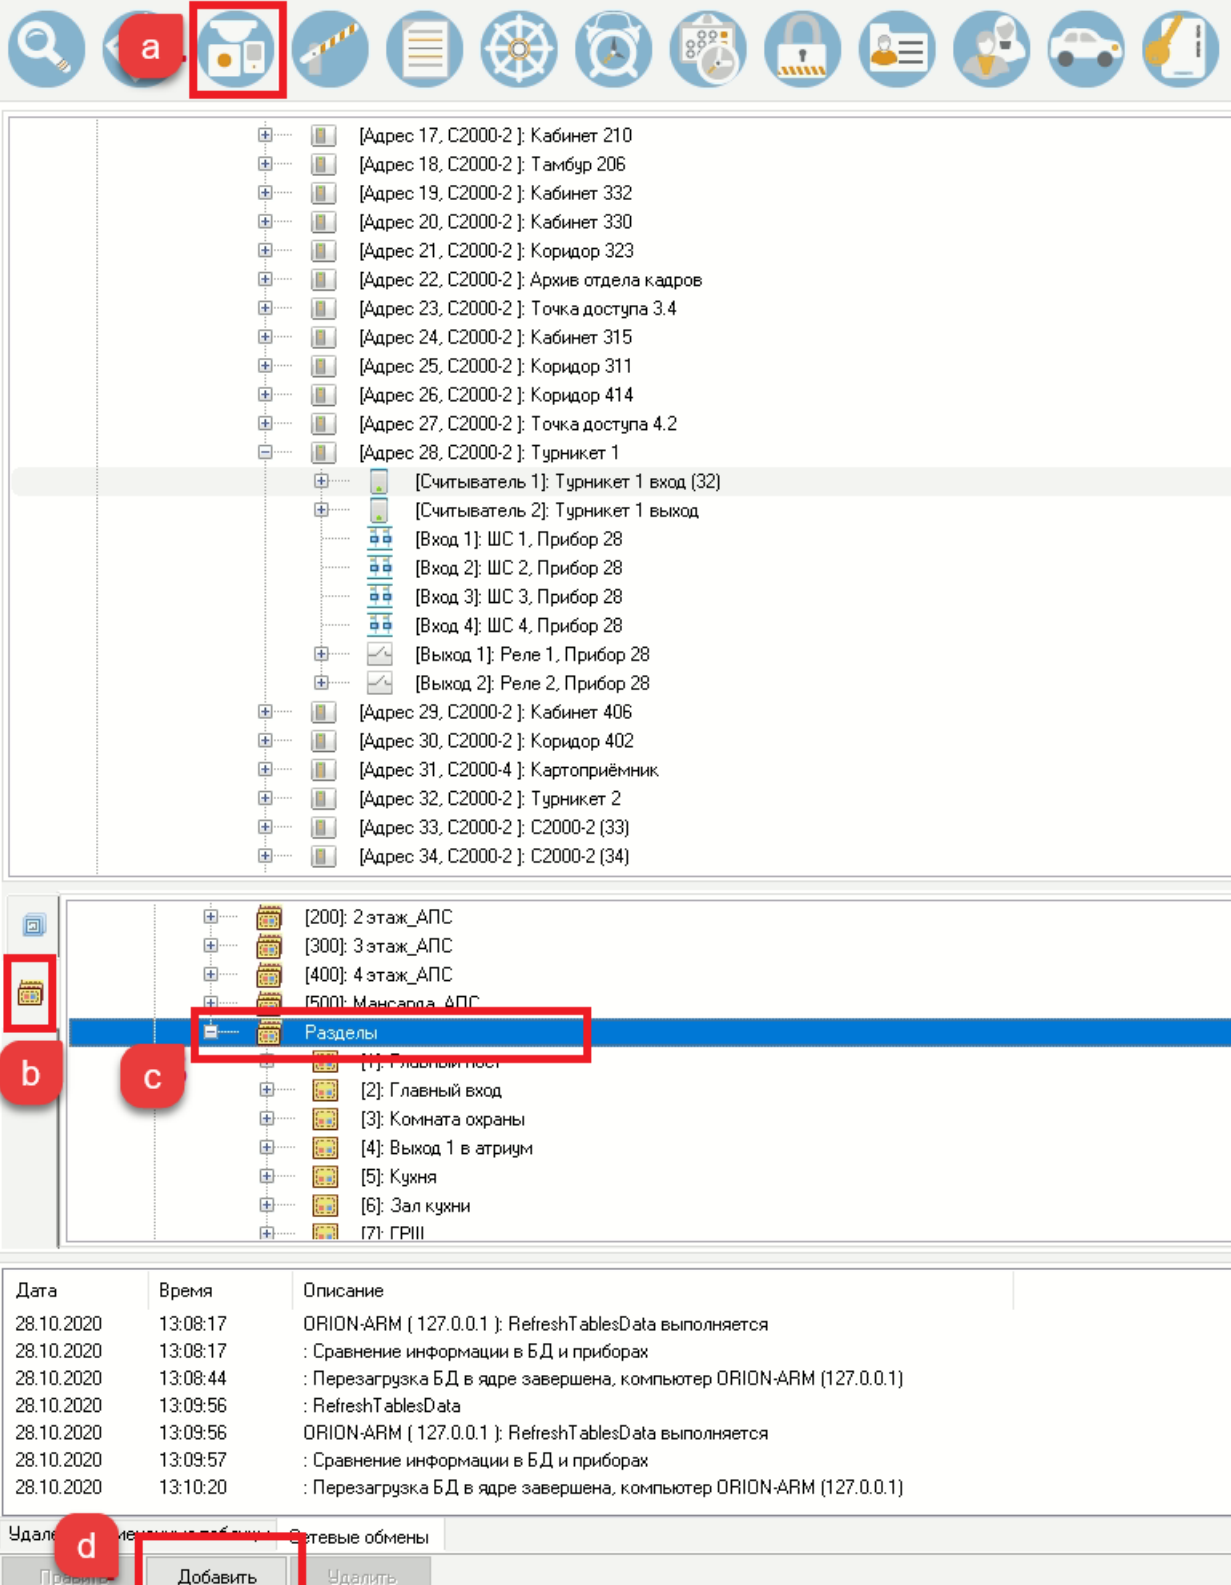 a
[Адрес 17, С2000-2 ]: Кабинет 210
[Адрес 18, С2000-2 ]: Тамбур 206
[Адрес 19, С2000-2 ]: Кабинет 332
[Адрес 20, С2000-2 ]: Кабинет 330
[Адрес 21, С2000-2 ]: Коридор 323
[Адрес 22, С2000-2 ]: Архив отдела кадров
[Адрес 23, С2000-2 ]: Точка доступа 3.4
[Адрес 24, С2000-2 ]: Кабинет 315
[Адрес 25, С2000-2 ]: Коридор 311
[Адрес 26, С2000-2 ]: Коридор 414
[Адрес 27, С2000-2 ]: Точка доступа 4.2
[Адрес 28, С2000-2 ]: Турникет 1
[Считыватель 1]: Турникет 1 вход (32)
[Считыватель 2]: Турникет 1 выход
[Вход 1]: ШС 1, Прибор 28
[Вход 2]: ШС 2, Прибор 28
[Вход 3]: ШС 3, Прибор 28
[Вход 4]: ШС 4, Прибор 28
[Выход 1]: Реле 1, Прибор 28
[Выход 2]: Реле 2, Прибор 28
[Адрес 29, С2000-2 ]: Кабинет 406
[Адрес 30, С2000-2 ]: Коридор 402
[Адрес 31, С2000-4 ]: Картоприёмник
[Адрес 32, С2000-2 ]: Турникет 2
[Адрес 33, С2000-2 ]: С2000-2 (33)
[Адрес 34, С2000-2 ]: С2000-2 (34)
[200]: 2 этаж_АПС
[300]: 3 этаж_АПС
[400]: 4 этаж_АПС
[500]: Мансарда_АПС
Разделы
b
c
[1]: Главный пост
[2]: Главный вход
[3]: Комната охраны
[4]: Выход 1 в атриум
[5]: Кухня
[6]: Зал кухни
[7]: ГРЩ
Дата Время Описание
28.10.2020 13:08:17 ORION-ARM ( 127.0.0.1 ): RefreshTablesData выполняется
28.10.2020 13:08:17 : Сравнение информации в БД и приборах
28.10.2020 13:08:44 : Перезагрузка БД в ядре завершена, компьютер ORION-ARM (127.0.0.1)
28.10.2020 13:09:56 : RefreshTablesData
28.10.2020 13:09:56 ORION-ARM ( 127.0.0.1 ): RefreshTablesData выполняется
28.10.2020 13:09:57 : Сравнение информации в БД и приборах
28.10.2020 13:10:20 : Перезагрузка БД в ядре завершена, компьютер ORION-ARM (127.0.0.1)
Сетевые обмены
d
Править Добавить Удалить